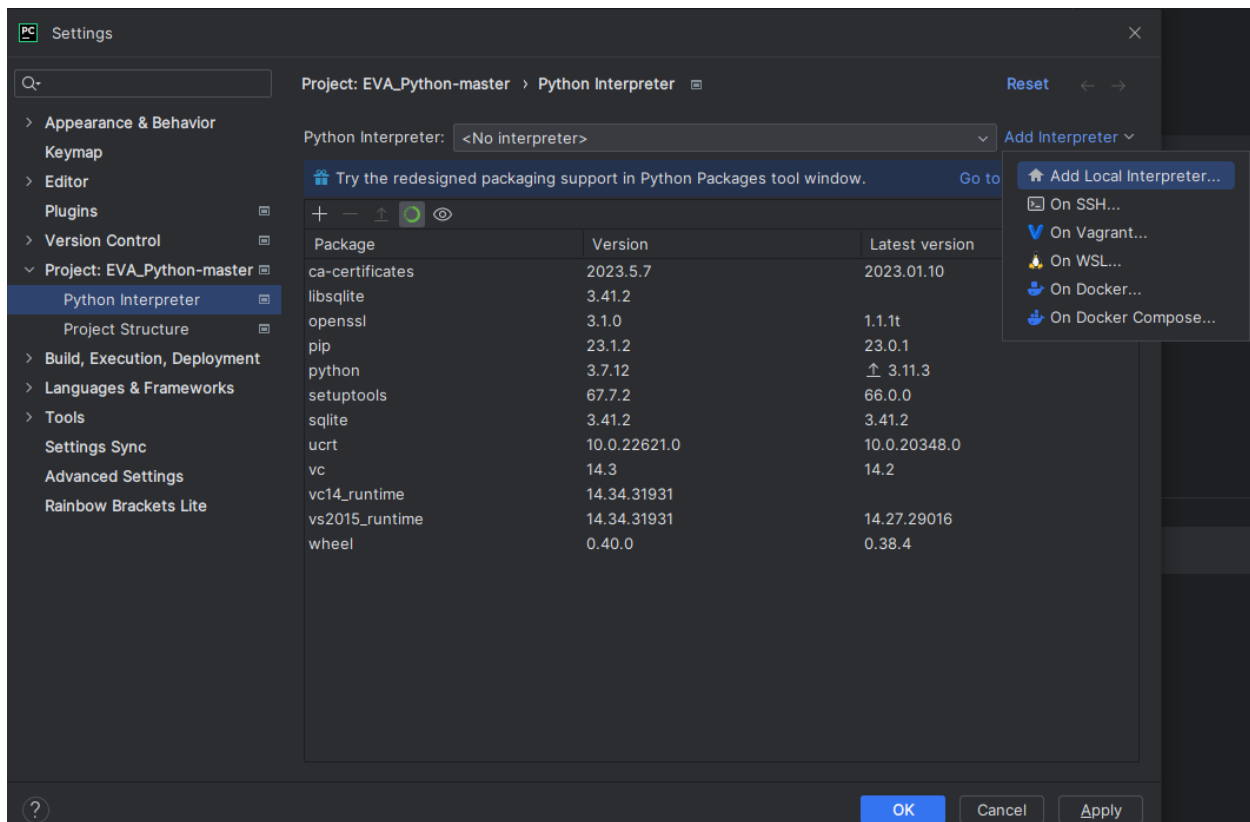 PC Settings
Project: EVA_Python-master › Python Interpreter Reset
Appearance & Behavior
Keymap
Editor
Plugins
Version Control
Project: EVA_Python-master
Python Interpreter
Project Structure
Build, Execution, Deployment
Languages & Frameworks
Tools
Settings Sync
Advanced Settings
Rainbow Brackets Lite
Python Interpreter: <No interpreter> Add Interpreter
Add Local Interpreter...
On SSH...
On Vagrant...
On WSL...
On Docker...
On Docker Compose...
Try the redesigned packaging support in Python Packages tool window. Go to
Package Version Latest version
ca-certificates 2023.5.7 2023.01.10
libsqlite 3.41.2
openssl 3.1.0 1.1.1t
pip 23.1.2 23.0.1
python 3.7.12 3.11.3
setuptools 67.7.2 66.0.0
sqlite 3.41.2 3.41.2
ucrt 10.0.22621.0 10.0.20348.0
vc 14.3 14.2
vc14_runtime 14.34.31931
vs2015_runtime 14.34.31931 14.27.29016
wheel 0.40.0 0.38.4
? OK Cancel Apply